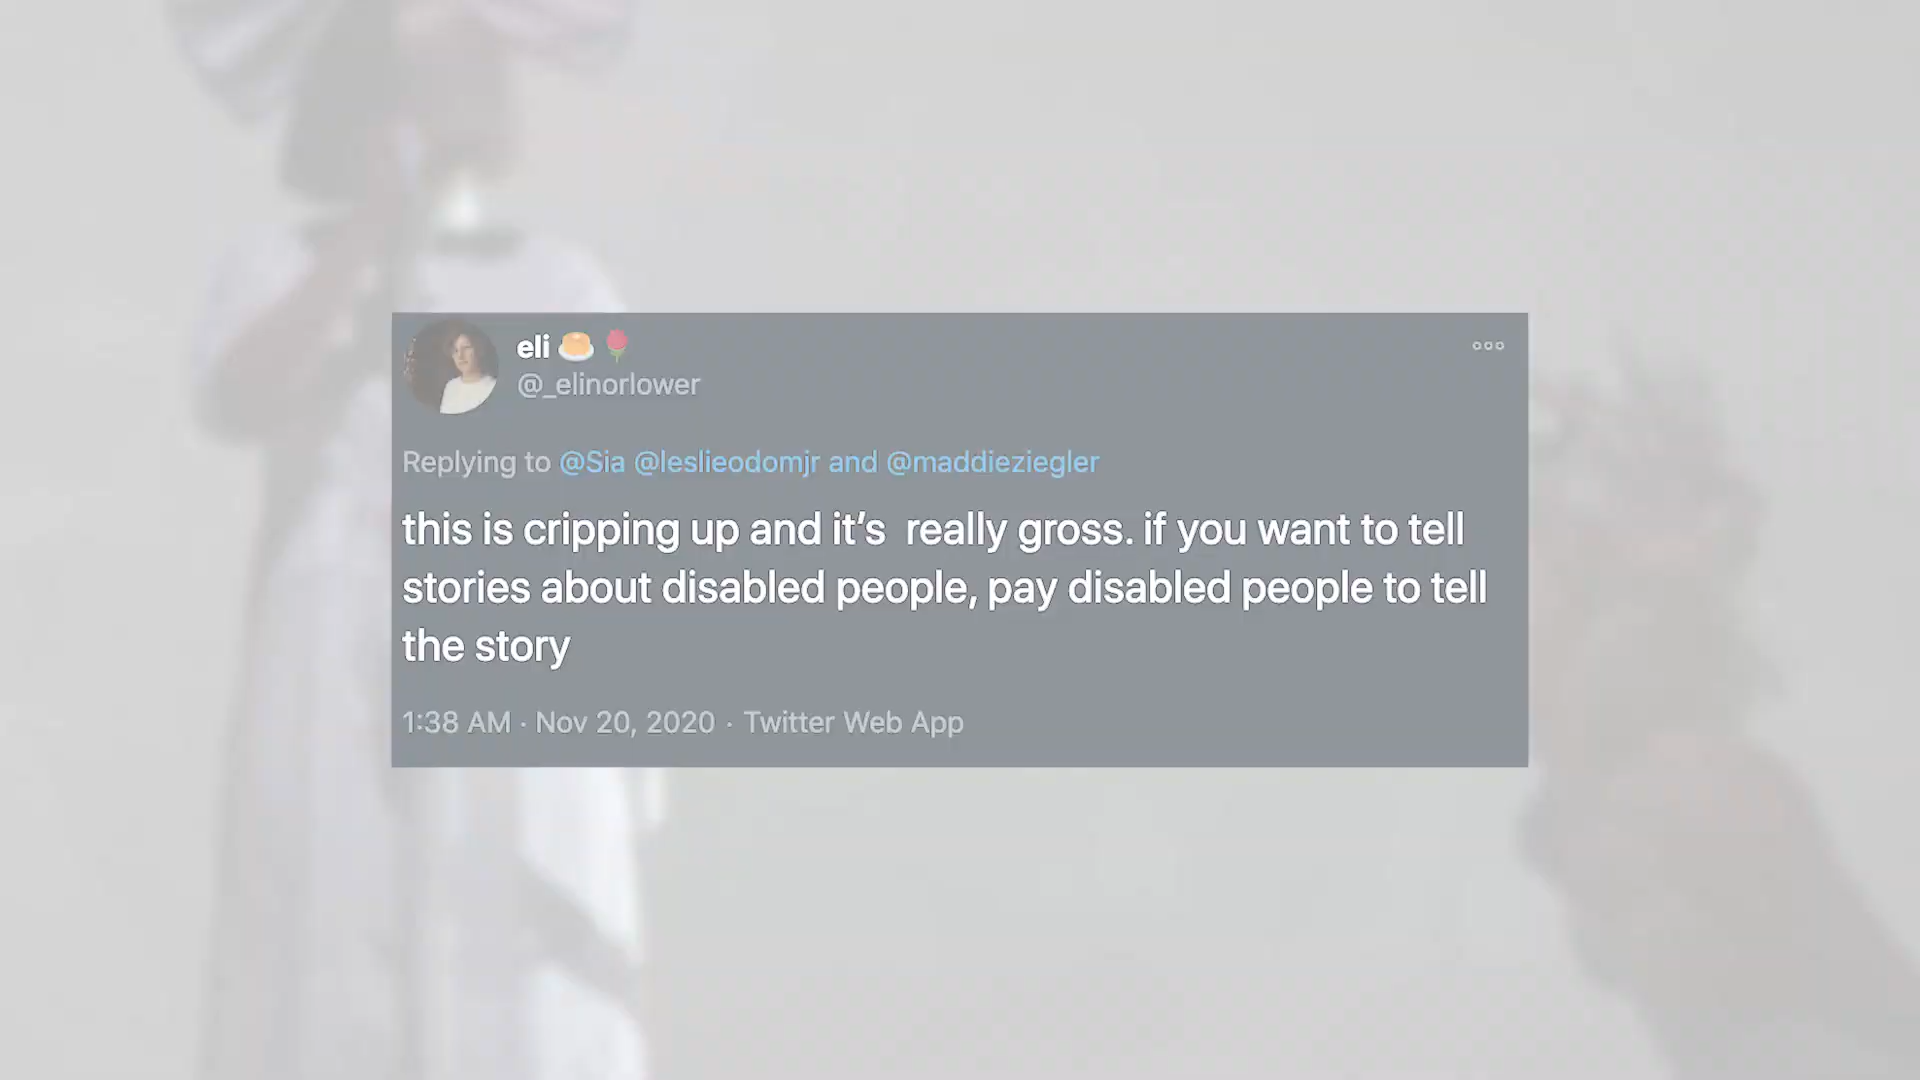 eli 🍮🌹
@_elinorlower
Replying to @Sia @leslieodomjr and @maddieziegler
this is cripping up and it’s  really gross. if you want to tell
stories about disabled people, pay disabled people to tell
the story
1:38 AM · Nov 20, 2020 · Twitter Web App